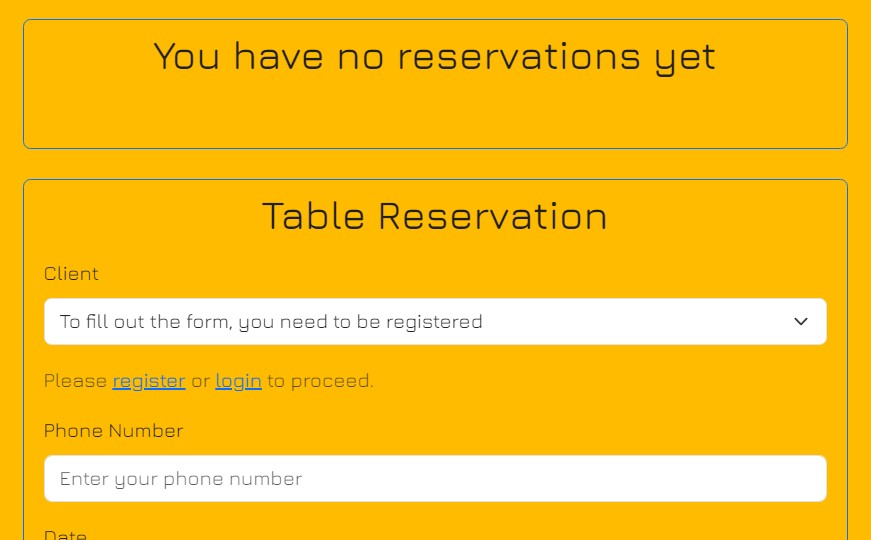 You have no reservations yet
Table Reservation
Client
To fill out the form, you need to be registered
Please register or login to proceed.
Phone Number
Enter your phone number
Date